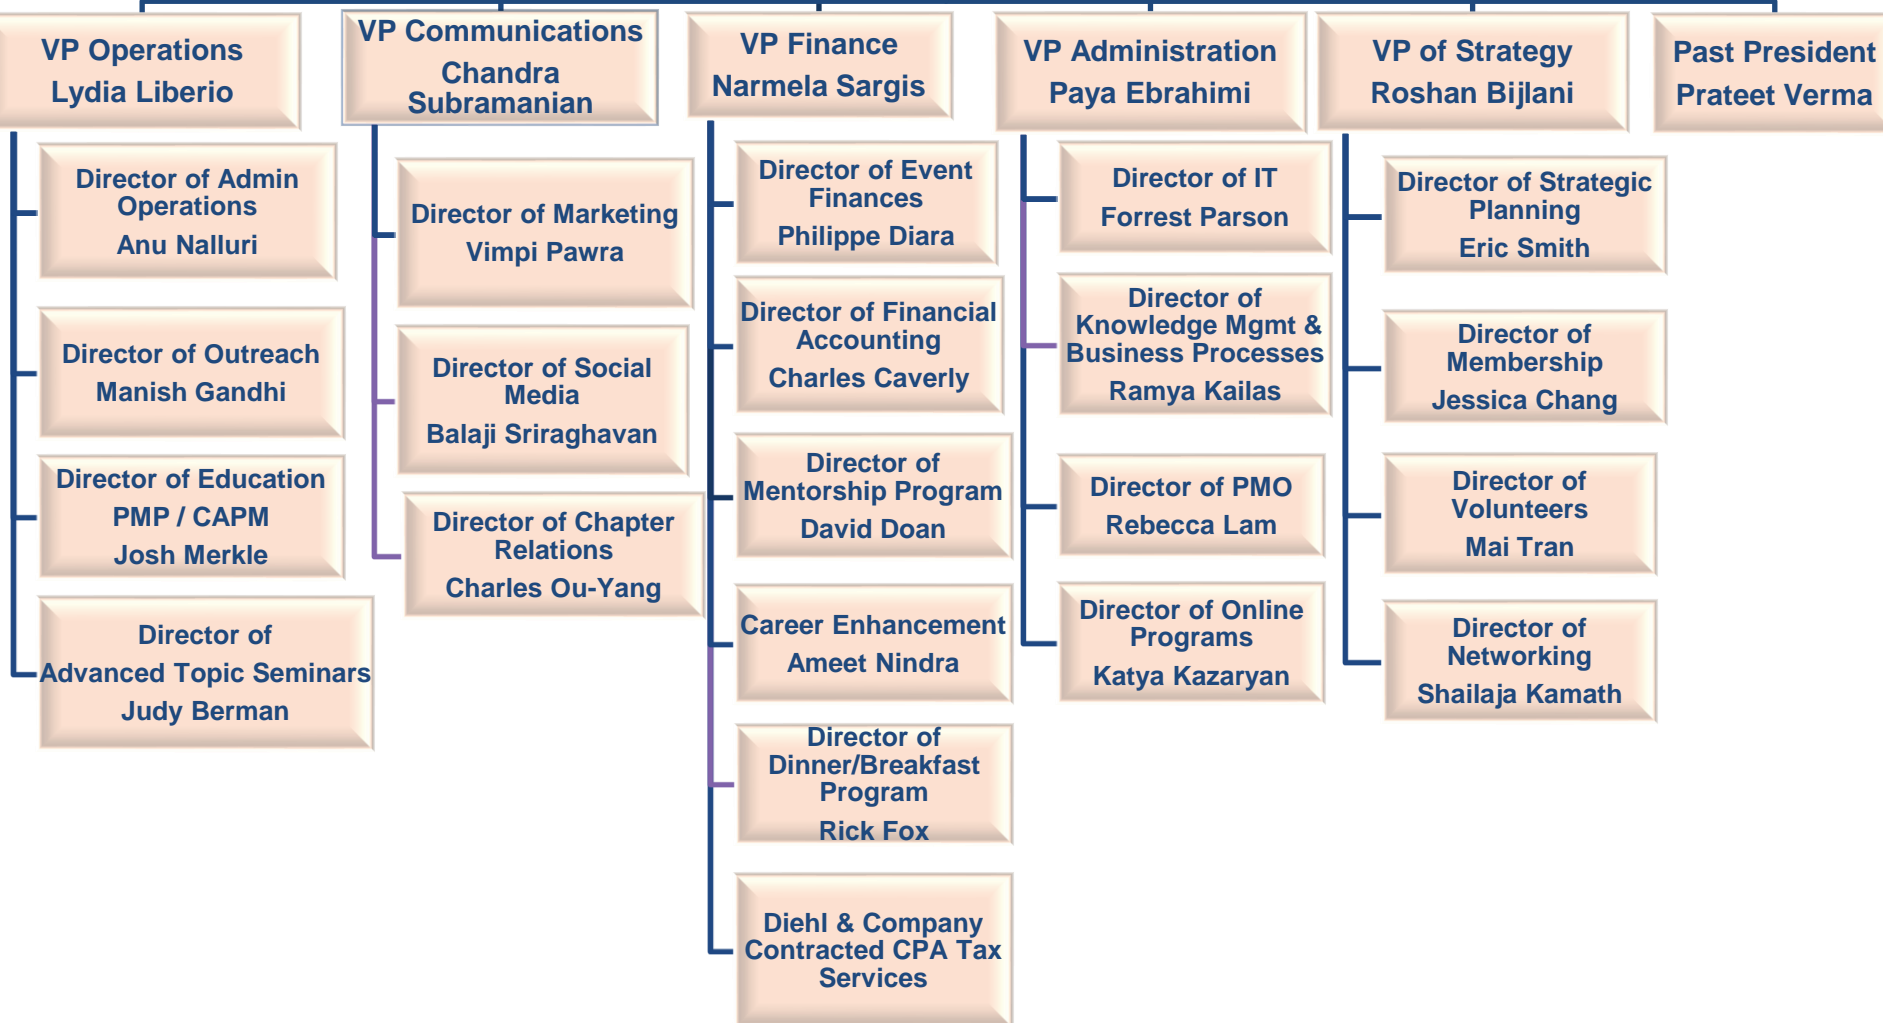 VP Operations
Lydia Liberio
VP Communications
Chandra
Subramanian
VP Finance
Narmela Sargis
VP Administration
Paya Ebrahimi
VP of Strategy
Roshan Bijlani
Past President
Prateet Verma
Director of Admin
Operations
Anu Nalluri
Director of Outreach
Manish Gandhi
Director of Education
PMP / CAPM
Josh Merkle
Director of
Advanced Topic Seminars
Judy Berman
Director of Marketing
Vimpi Pawra
Director of Social
Media
Balaji Sriraghavan
Director of Chapter
Relations
Charles Ou-Yang
Director of Event
Finances
Philippe Diara
Director of Financial
Accounting
Charles Caverly
Director of
Mentorship Program
David Doan
Career Enhancement
Ameet Nindra
Director of
Dinner/Breakfast
Program
Rick Fox
Diehl & Company
Contracted CPA Tax
Services
Director of IT
Forrest Parson
Director of
Knowledge Mgmt &
Business Processes
Ramya Kailas
Director of PMO
Rebecca Lam
Director of Online
Programs
Katya Kazaryan
Director of Strategic
Planning
Eric Smith
Director of
Membership
Jessica Chang
Director of
Volunteers
Mai Tran
Director of
Networking
Shailaja Kamath